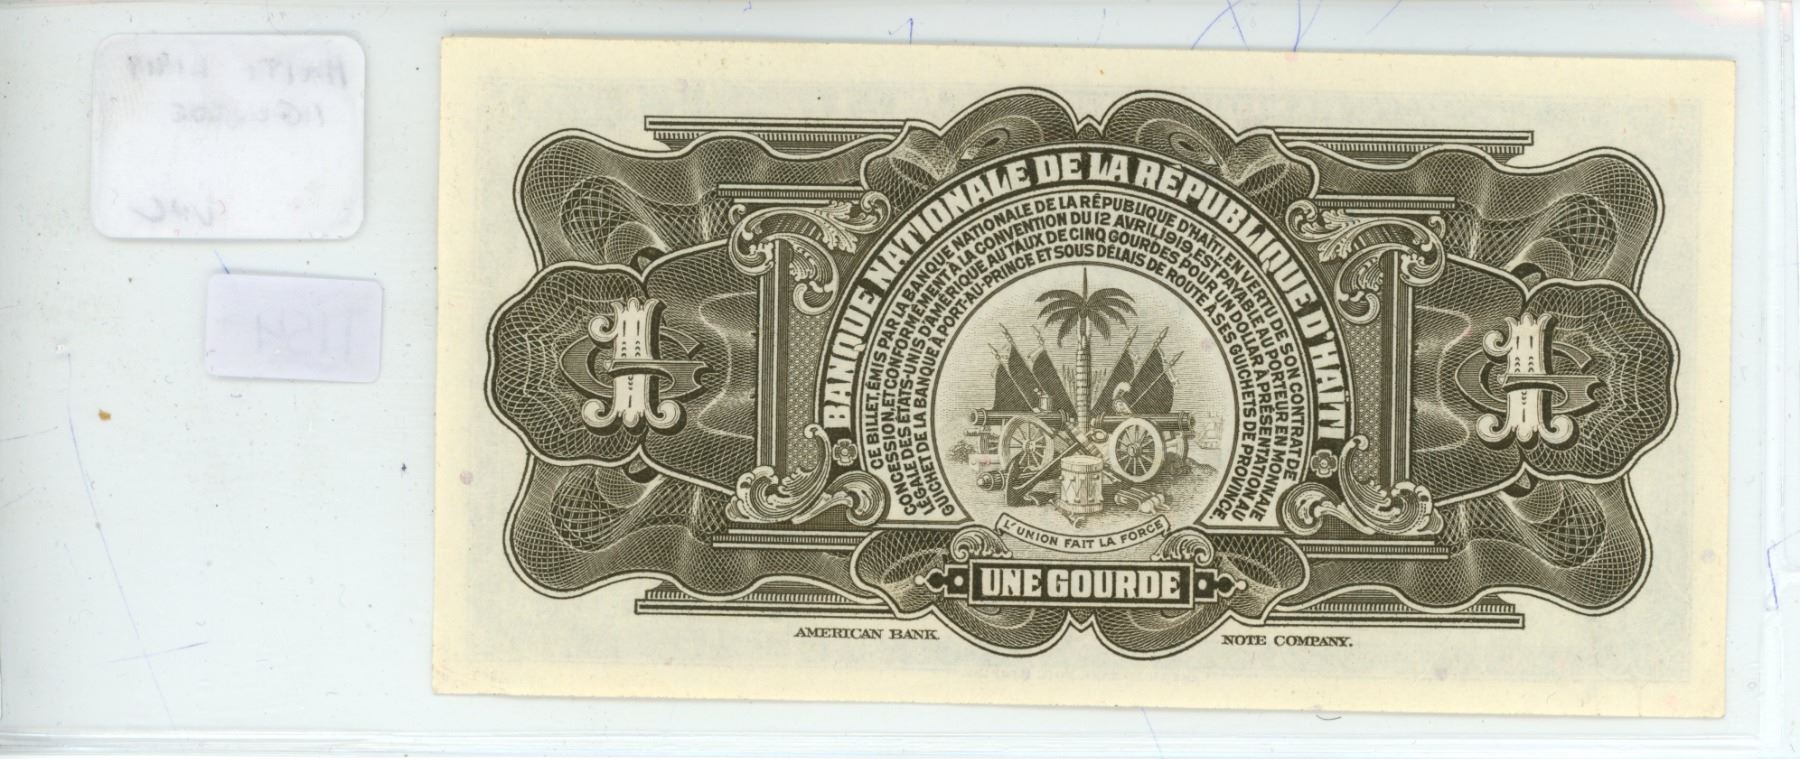 BANQUE NATIONALE DE LA RÉPUBLIQUE D'HAÏTI
CE BILLET, ÉMIS PAR LA BANQUE NATIONALE DE LA RÉPUBLIQUE D'HAÏTI, EN VERTU DE SON CONTRAT DE
CONCESSION, ET CONFORMÉMENT À LA CONVENTION DU 12 AVRIL 1919, EST PAYABLE AU PORTEUR EN MONNAIE
LÉGALE DES ÉTATS-UNIS D'AMÉRIQUE AU TAUX DE CINQ GOURDES POUR UN DOLLAR À PRÉSENTATION AU
GUICHET DE LA BANQUE À PORT-AU-PRINCE ET SOUS DÉLAIS DE ROUTE À SES GUICHETS DE PROVINCE.
1 G
1 G
L'UNION FAIT LA FORCE
UNE GOURDE
AMERICAN BANK NOTE COMPANY.